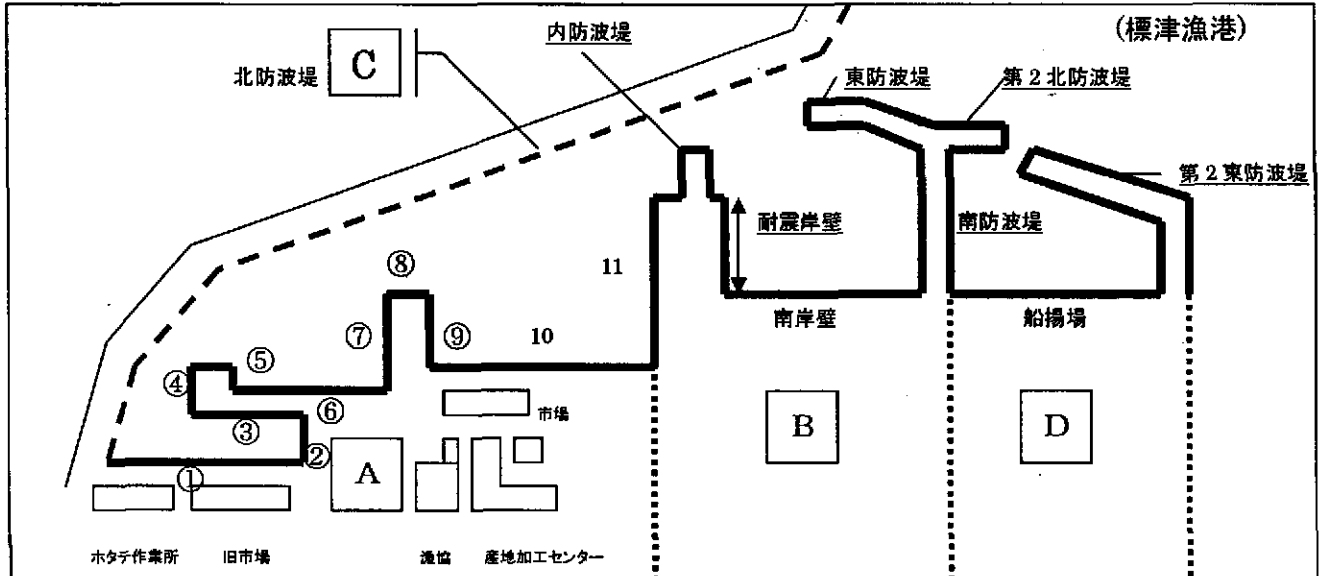 (標津漁港)
内防波堤
北防波堤
C
東防波堤
第2北防波堤
第2東防波堤
耐震岸壁
南防波堤
⑧
11
南岸壁
船揚場
⑦
⑨
10
⑤
④
⑥
市場
③
②
A
B
D
①
ホタテ作業所
旧市場
漁協
産地加工センター